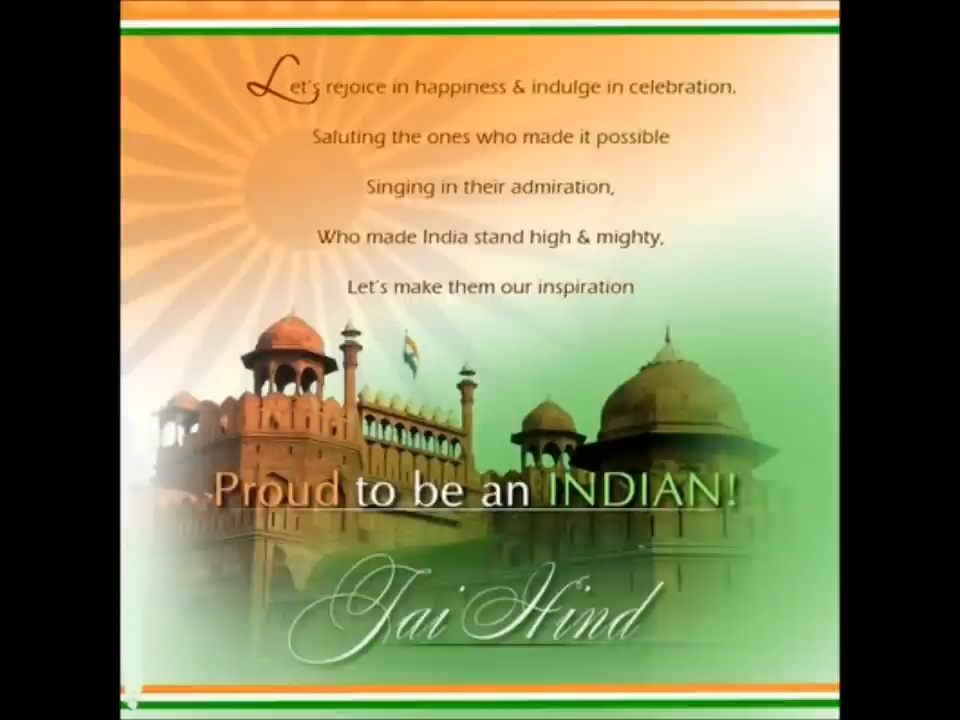 Let's rejoice in happiness & indulge in celebration.
Saluting the ones who made it possible
Singing in their admiration,
Who made India stand high & mighty,
Let's make them our inspiration
Proud to be an INDIAN!
Jai Hind